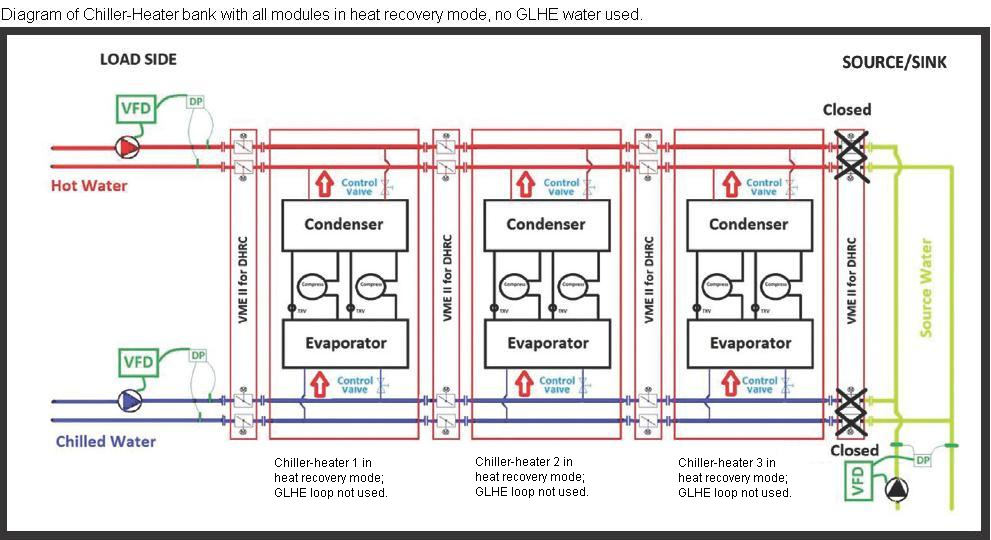 Diagram of Chiller-Heater bank with all modules in heat recovery mode, no GLHE water used.
LOAD SIDE
SOURCE/SINK
VFD
DP
Closed
Hot Water
Control
Valve
Control
Valve
Control
Valve
Condenser
Condenser
Condenser
VME II for DHRC
VME II for DHRC
VME II for DHRC
VME II for DHRC
Source Water
Compress
Compress
Compress
Compress
Compress
Compress
TXV
TXV
TXV
TXV
TXV
TXV
Evaporator
Evaporator
Evaporator
VFD
DP
Control
Valve
Control
Valve
Control
Valve
Chilled Water
Closed
DP
VFD
Chiller-heater 1 in
heat recovery mode;
GLHE loop not used.
Chiller-heater 2 in
heat recovery mode;
GLHE loop not used.
Chiller-heater 3 in
heat recovery mode;
GLHE loop not used.